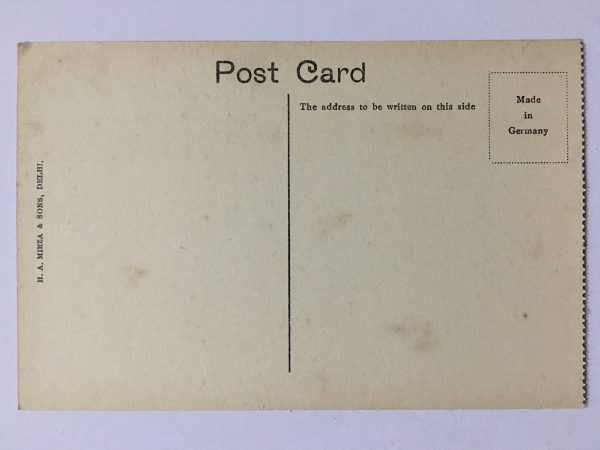 Post Card
The address to be written on this side
Made
in
Germany
H. A. MIRZA & SONS, DELHI.